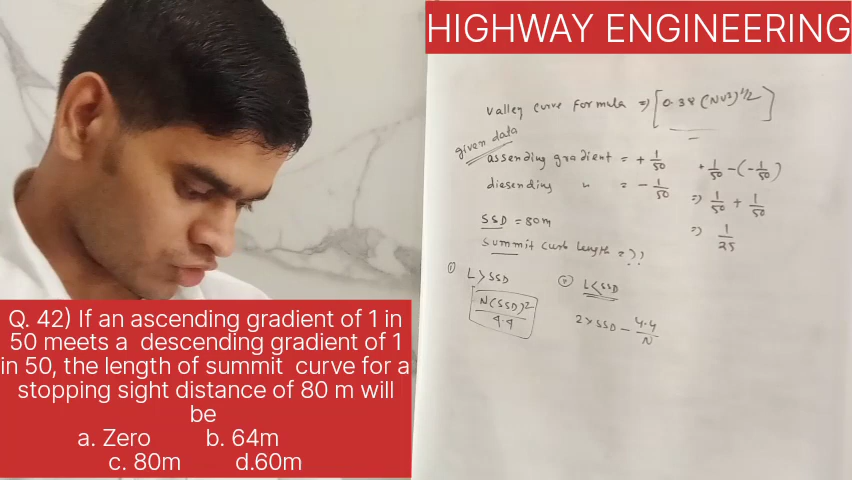 HIGHWAY ENGINEERING
valley curve formula ⇒ [0.38 (NV³)^1/2]
given data
assending gradient = + 1/50
+ 1/50 - (- 1/50)
diesending " = - 1/50
⇒ 1/50 + 1/50
SSD = 80m
⇒ 1/25
summit curb length = ??
① L > SSD
② L < SSD
N(SSD)²/4.4
2 × SSD - 4.4/N
Q. 42) If an ascending gradient of 1 in
50 meets a descending gradient of 1
in 50, the length of summit curve for a
stopping sight distance of 80 m will
be
a. Zero b. 64m
c. 80m d.60m